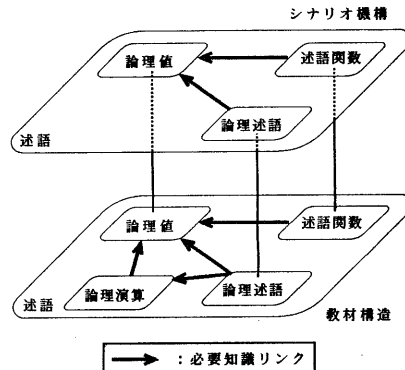 シナリオ機構
論理値
述語関数
論理述語
述語
論理値
述語関数
論理演算
論理述語
述語
教材構造
：必要知識リンク